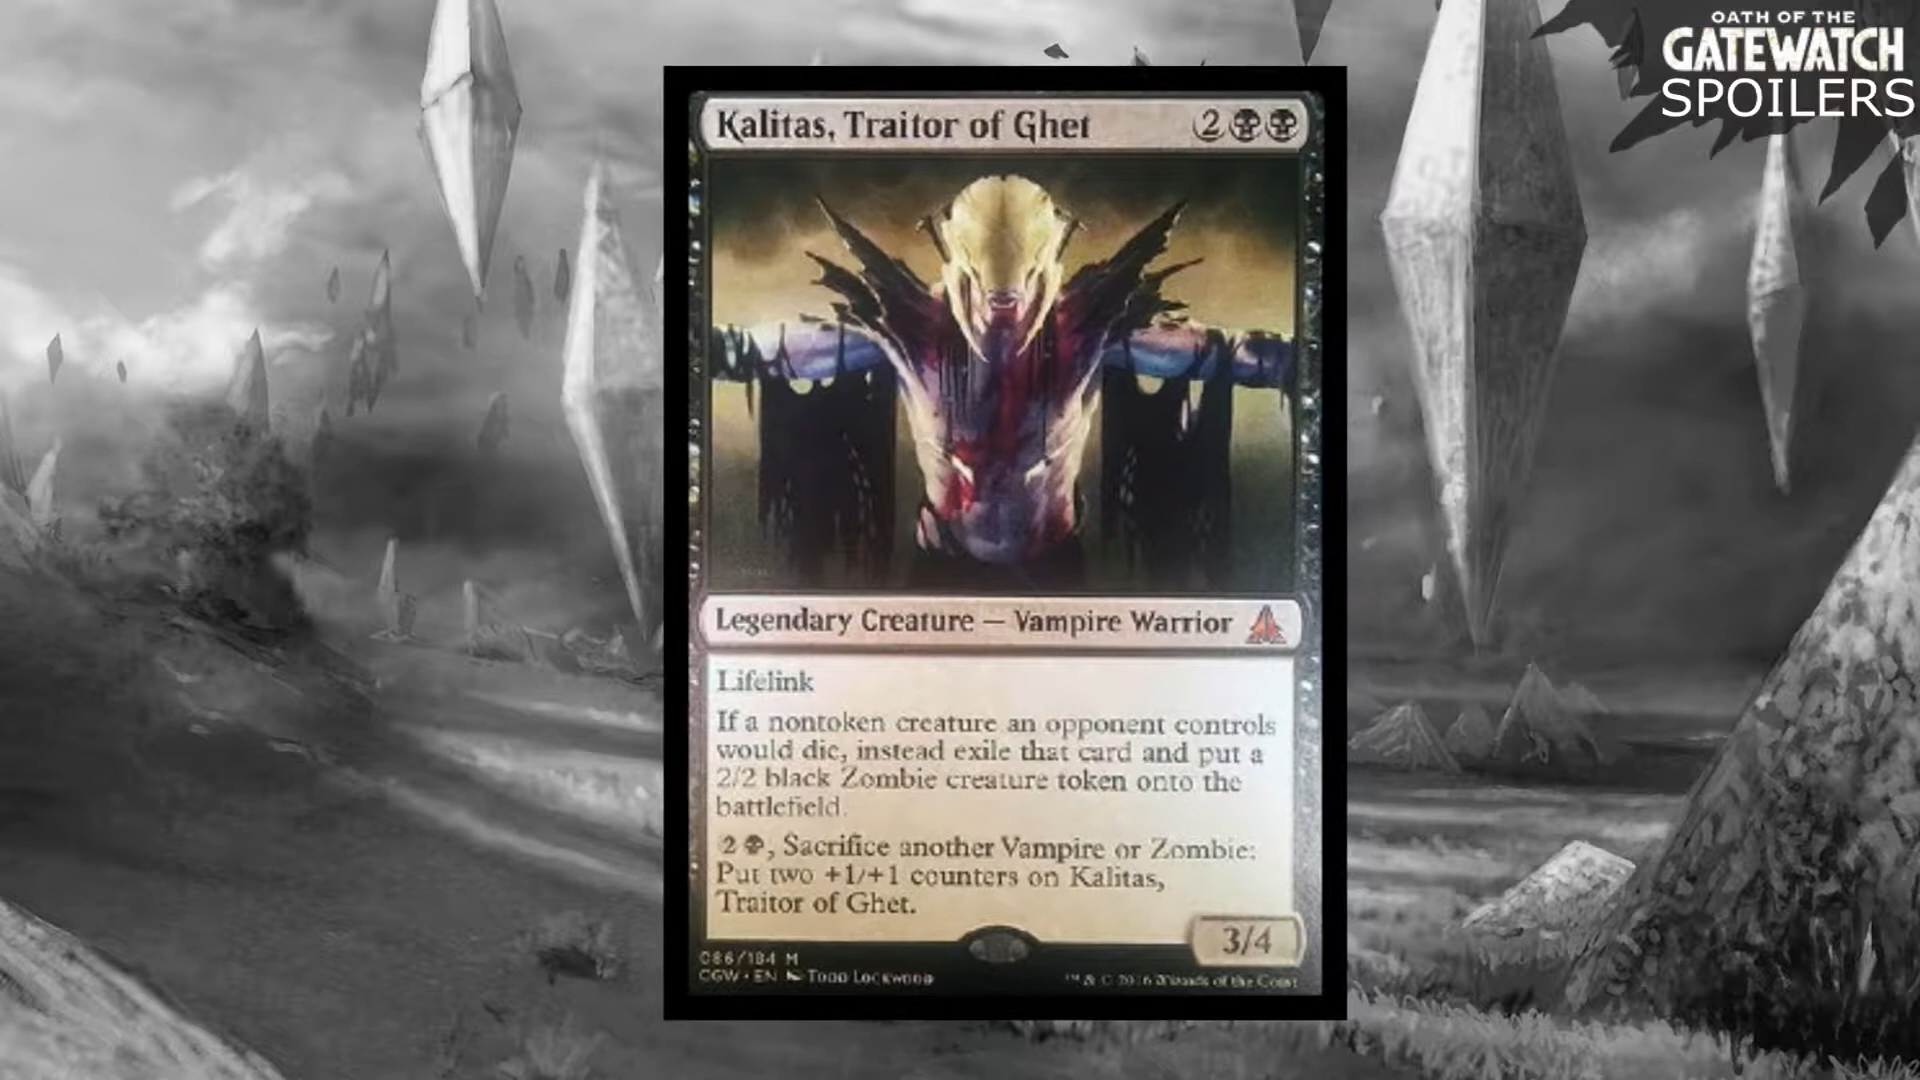 OATH OF THE
GATEWATCH
SPOILERS
Kalitas, Traitor of Ghet 2
Legendary Creature — Vampire Warrior
Lifelink
If a nontoken creature an opponent controls
would die, instead exile that card and put a
2/2 black Zombie creature token onto the
battlefield.
2, Sacrifice another Vampire or Zombie:
Put two +1/+1 counters on Kalitas,
Traitor of Ghet.
3/4
086/184 M
OGW • EN Todd Lockwood
™ & © 2016 Wizards of the Coast